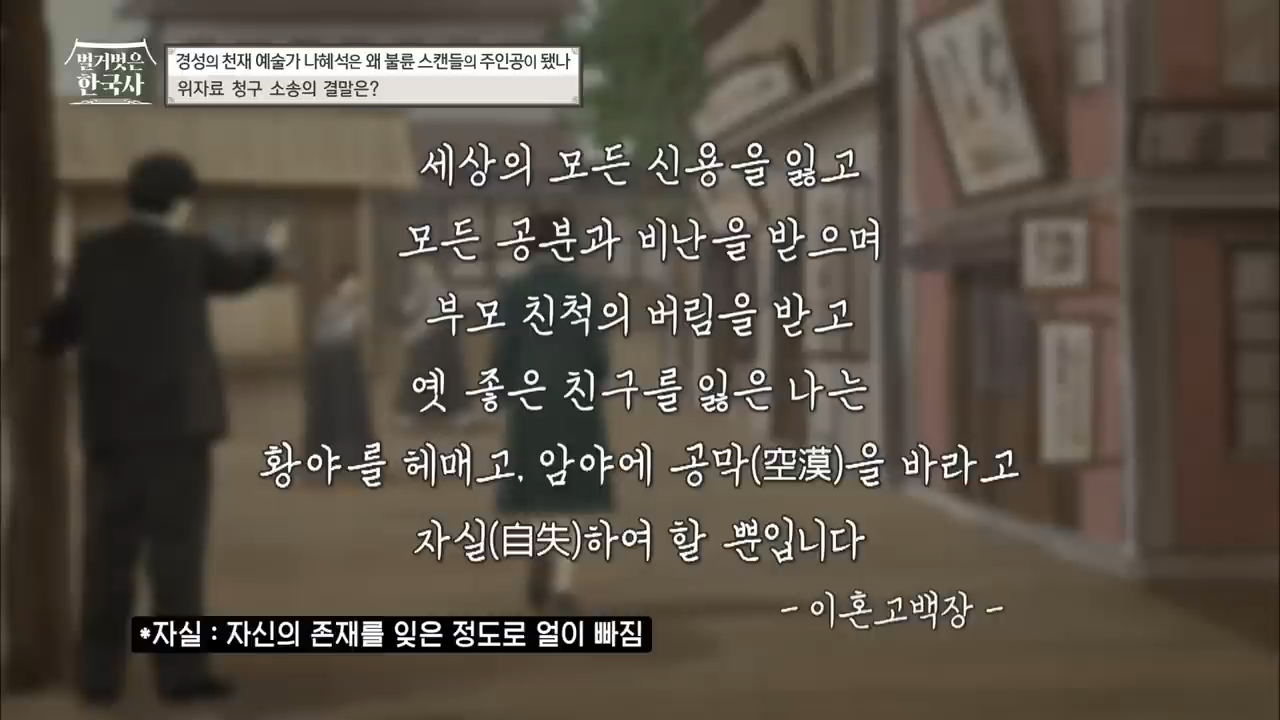 벌거벗은
한국사
경성의 천재 예술가 나혜석은 왜 불륜 스캔들의 주인공이 됐나
위자료 청구 소송의 결말은?
세상의 모든 신용을 잃고
모든 공분과 비난을 받으며
부모 친척의 버림을 받고
옛 좋은 친구를 잃은 나는
황야를 헤매고, 암야에 공막(空漠)을 바라고
자실(自失)하여 할 뿐입니다
- 이혼고백장 -
*자실 : 자신의 존재를 잊은 정도로 얼이 빠짐